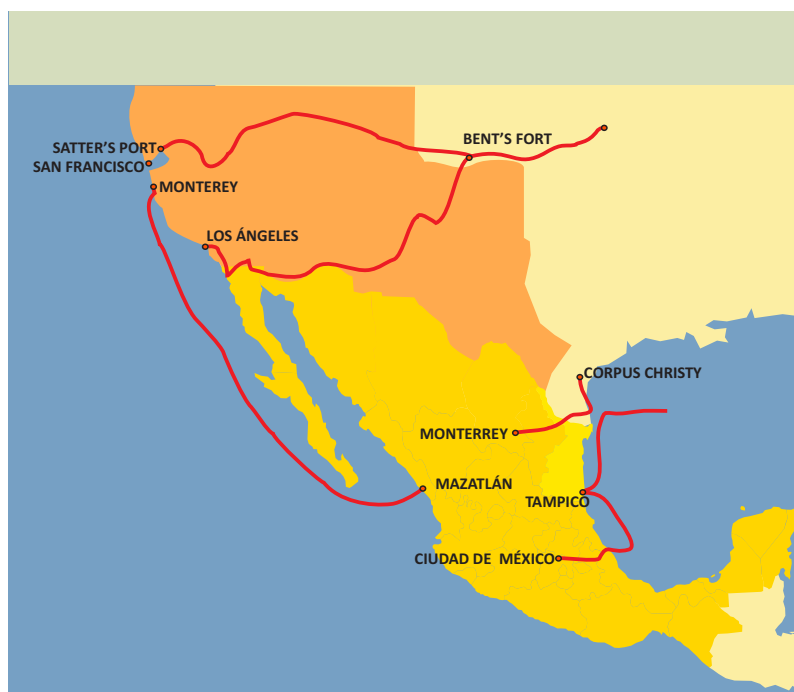 BENT'S FORT
SATTER'S PORT
SAN FRANCISCO
MONTEREY
LOS ÁNGELES
CORPUS CHRISTY
MONTERREY
MAZATLÁN
TAMPICO
CIUDAD DE MÉXICO